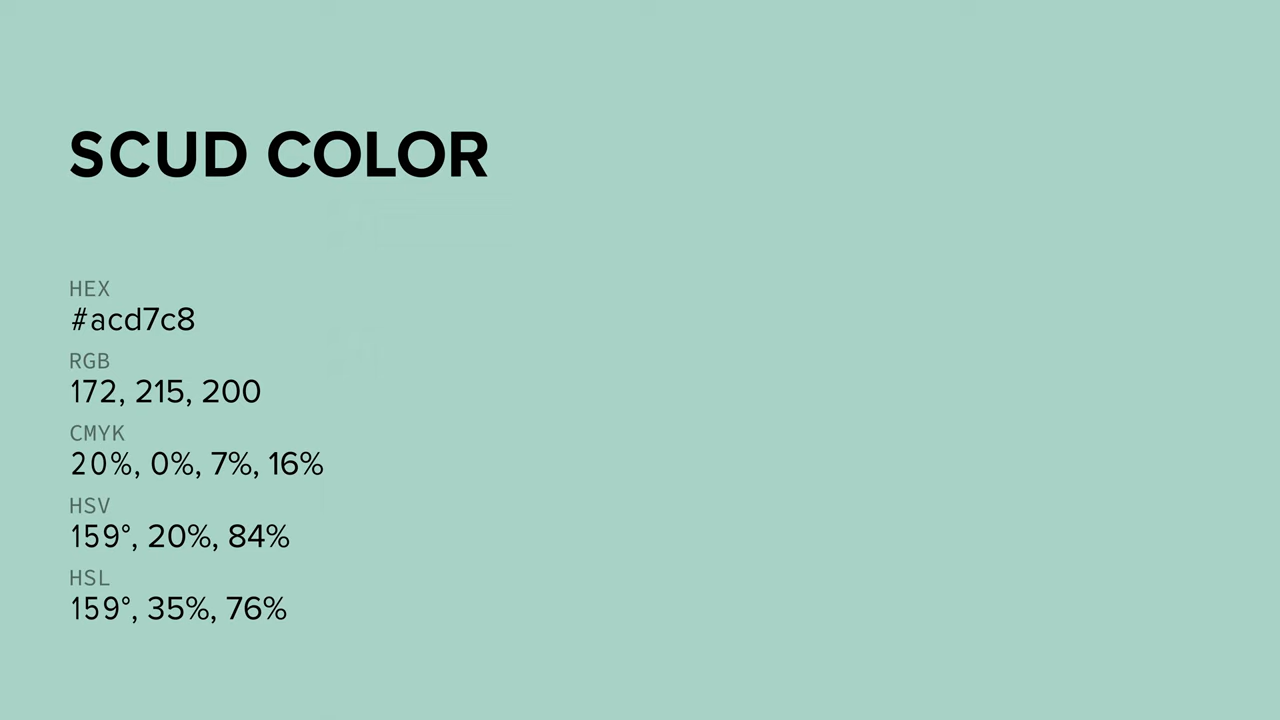 SCUD COLOR
HEX
#acd7c8
RGB
172, 215, 200
CMYK
20%, 0%, 7%, 16%
HSV
159°, 20%, 84%
HSL
159°, 35%, 76%